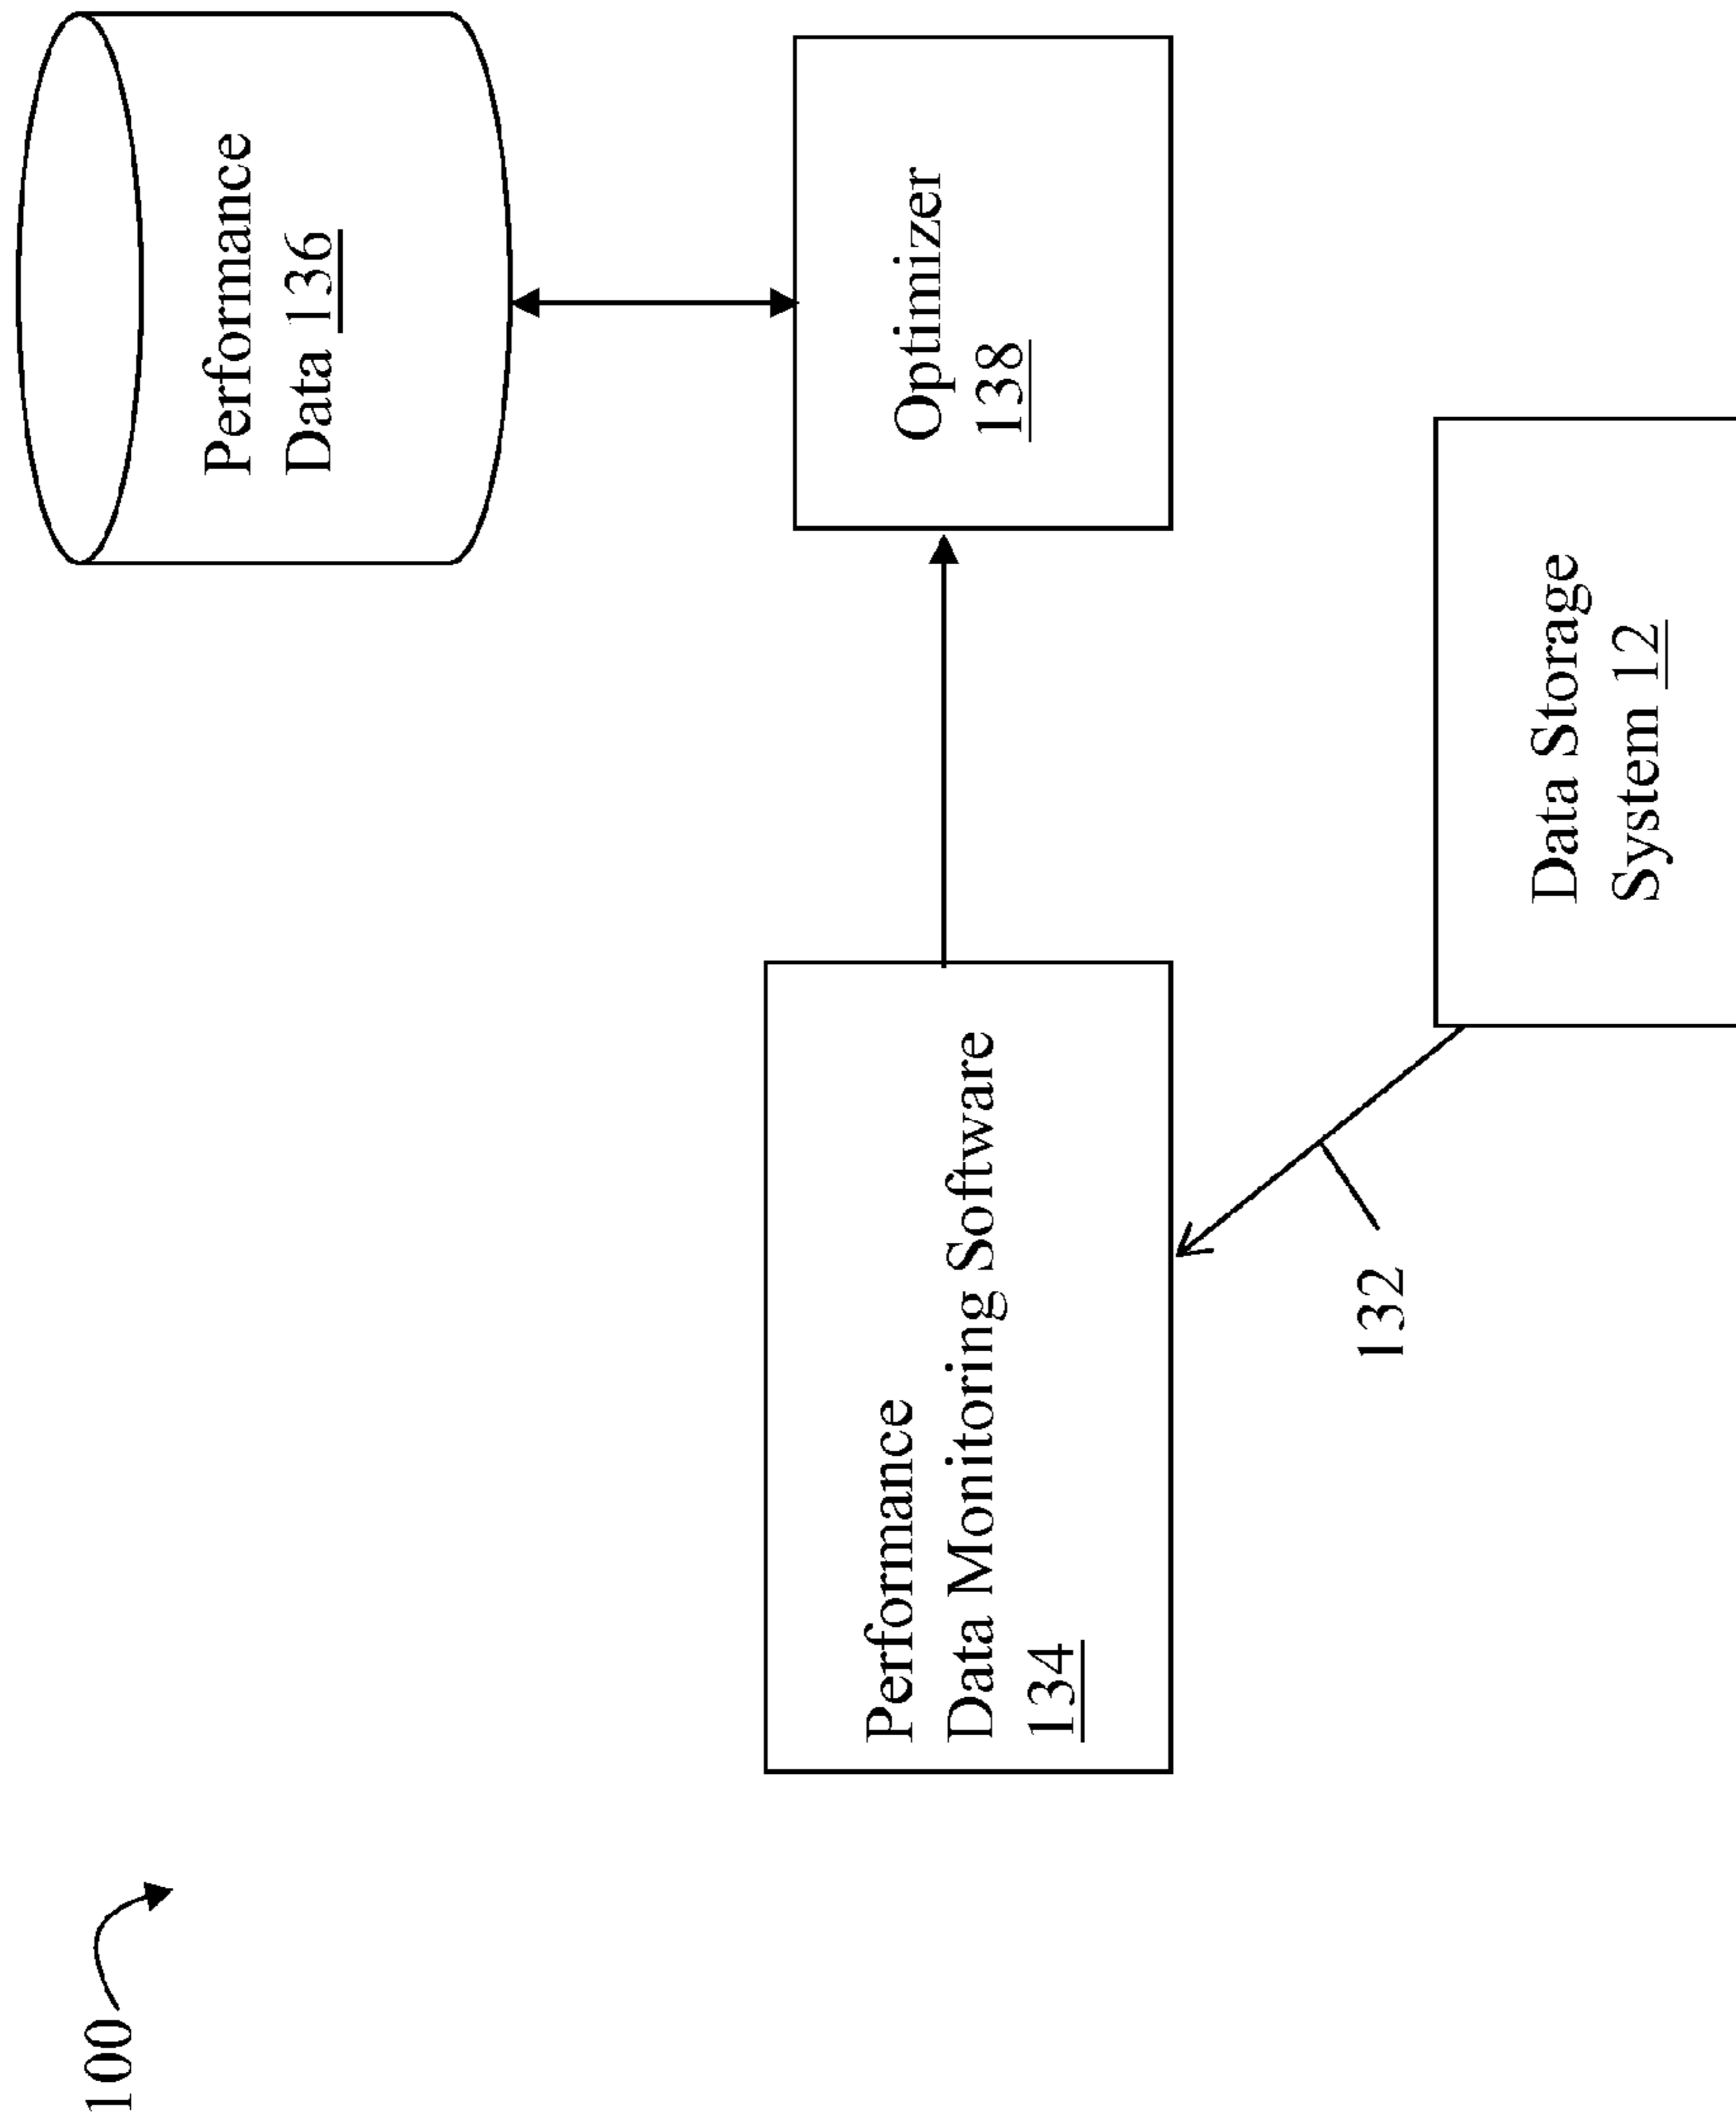 100
Performance
Data 136
Performance
Data Monitoring Software
134
Optimizer
138
132
Data Storage
System 12